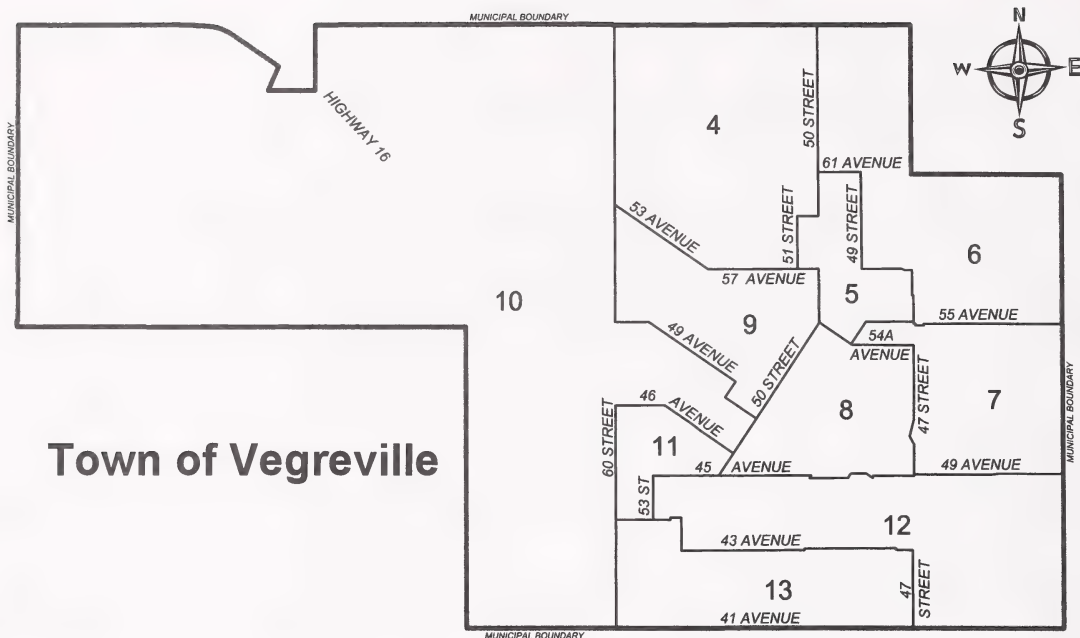 MUNICIPAL BOUNDARY
N
W
E
S
MUNICIPAL BOUNDARY
HIGHWAY 16
4
50 STREET
61 AVENUE
51 STREET
49 STREET
53 AVENUE
6
57 AVENUE
10
5
9
55 AVENUE
49 AVENUE
54A
AVENUE
50 STREET
8
47 STREET
7
MUNICIPAL BOUNDARY
46 AVENUE
60 STREET
11
Town of Vegreville
45 AVENUE
49 AVENUE
53 ST
12
43 AVENUE
13
47 STREET
41 AVENUE
MUNICIPAL BOUNDARY